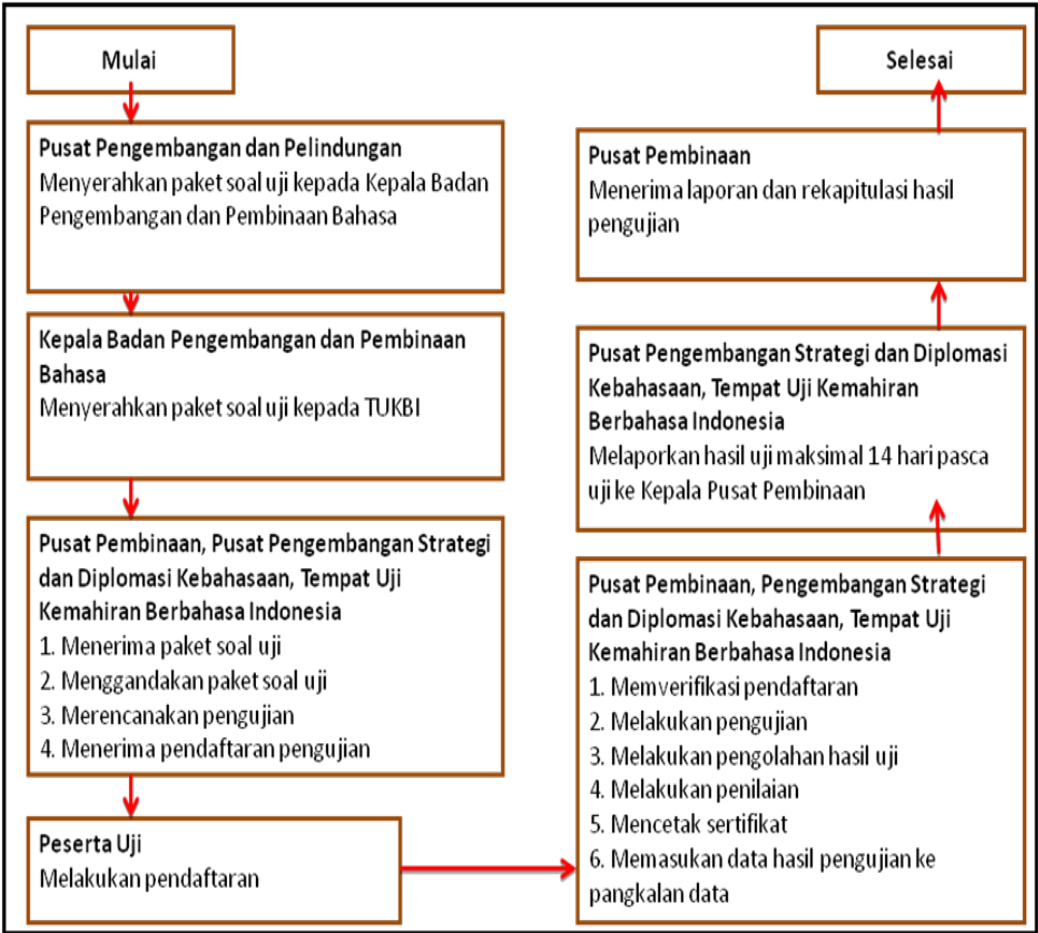 Mulai
Pusat Pengembangan dan Pelindungan
Menyerahkan paket soal uji kepada Kepala Badan
Pengembangan dan Pembinaan Bahasa
Kepala Badan Pengembangan dan Pembinaan
Bahasa
Menyerahkan paket soal uji kepada TUKBI
Pusat Pembinaan, Pusat Pengembangan Strategi
dan Diplomasi Kebahasaan, Tempat Uji
Kemahiran Berbahasa Indonesia
1. Menerima paket soal uji
2. Menggandakan paket soal uji
3. Merencanakan pengujian
4. Menerima pendaftaran pengujian
Peserta Uji
Melakukan pendaftaran
Pusat Pembinaan, Pengembangan Strategi
dan Diplomasi Kebahasaan, Tempat Uji
Kemahiran Berbahasa Indonesia
1. Memverifikasi pendaftaran
2. Melakukan pengujian
3. Melakukan pengolahan hasil uji
4. Melakukan penilaian
5. Mencetak sertifikat
6. Memasukan data hasil pengujian ke
pangkalan data
Pusat Pengembangan Strategi dan Diplomasi
Kebahasaan, Tempat Uji Kemahiran
Berbahasa Indonesia
Melaporkan hasil uji maksimal 14 hari pasca
uji ke Kepala Pusat Pembinaan
Pusat Pembinaan
Menerima laporan dan rekapitulasi hasil
pengujian
Selesai